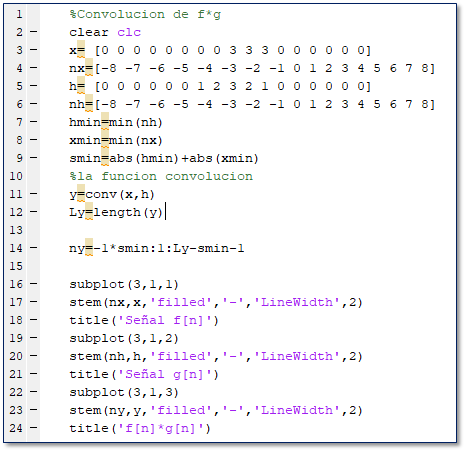 1 %Convolucion de f*g
2 – clear clc
3 – x= [0 0 0 0 0 0 0 0 3 3 3 0 0 0 0 0 0]
4 – nx=[-8 -7 -6 -5 -4 -3 -2 -1 0 1 2 3 4 5 6 7 8]
5 – h= [0 0 0 0 0 0 1 2 3 2 1 0 0 0 0 0 0]
6 – nh=[-8 -7 -6 -5 -4 -3 -2 -1 0 1 2 3 4 5 6 7 8]
7 – hmin=min(nh)
8 – xmin=min(nx)
9 – smin=abs(hmin)+abs(xmin)
10 %la funcion convolucion
11 – y=conv(x,h)
12 – Ly=length(y)
13
14 – ny=-1*smin:1:Ly-smin-1
15
16 – subplot(3,1,1)
17 – stem(nx,x,'filled','-','LineWidth',2)
18 – title('Señal f[n]')
19 – subplot(3,1,2)
20 – stem(nh,h,'filled','-','LineWidth',2)
21 – title('Señal g[n]')
22 – subplot(3,1,3)
23 – stem(ny,y,'filled','-','LineWidth',2)
24 – title('f[n]*g[n]')